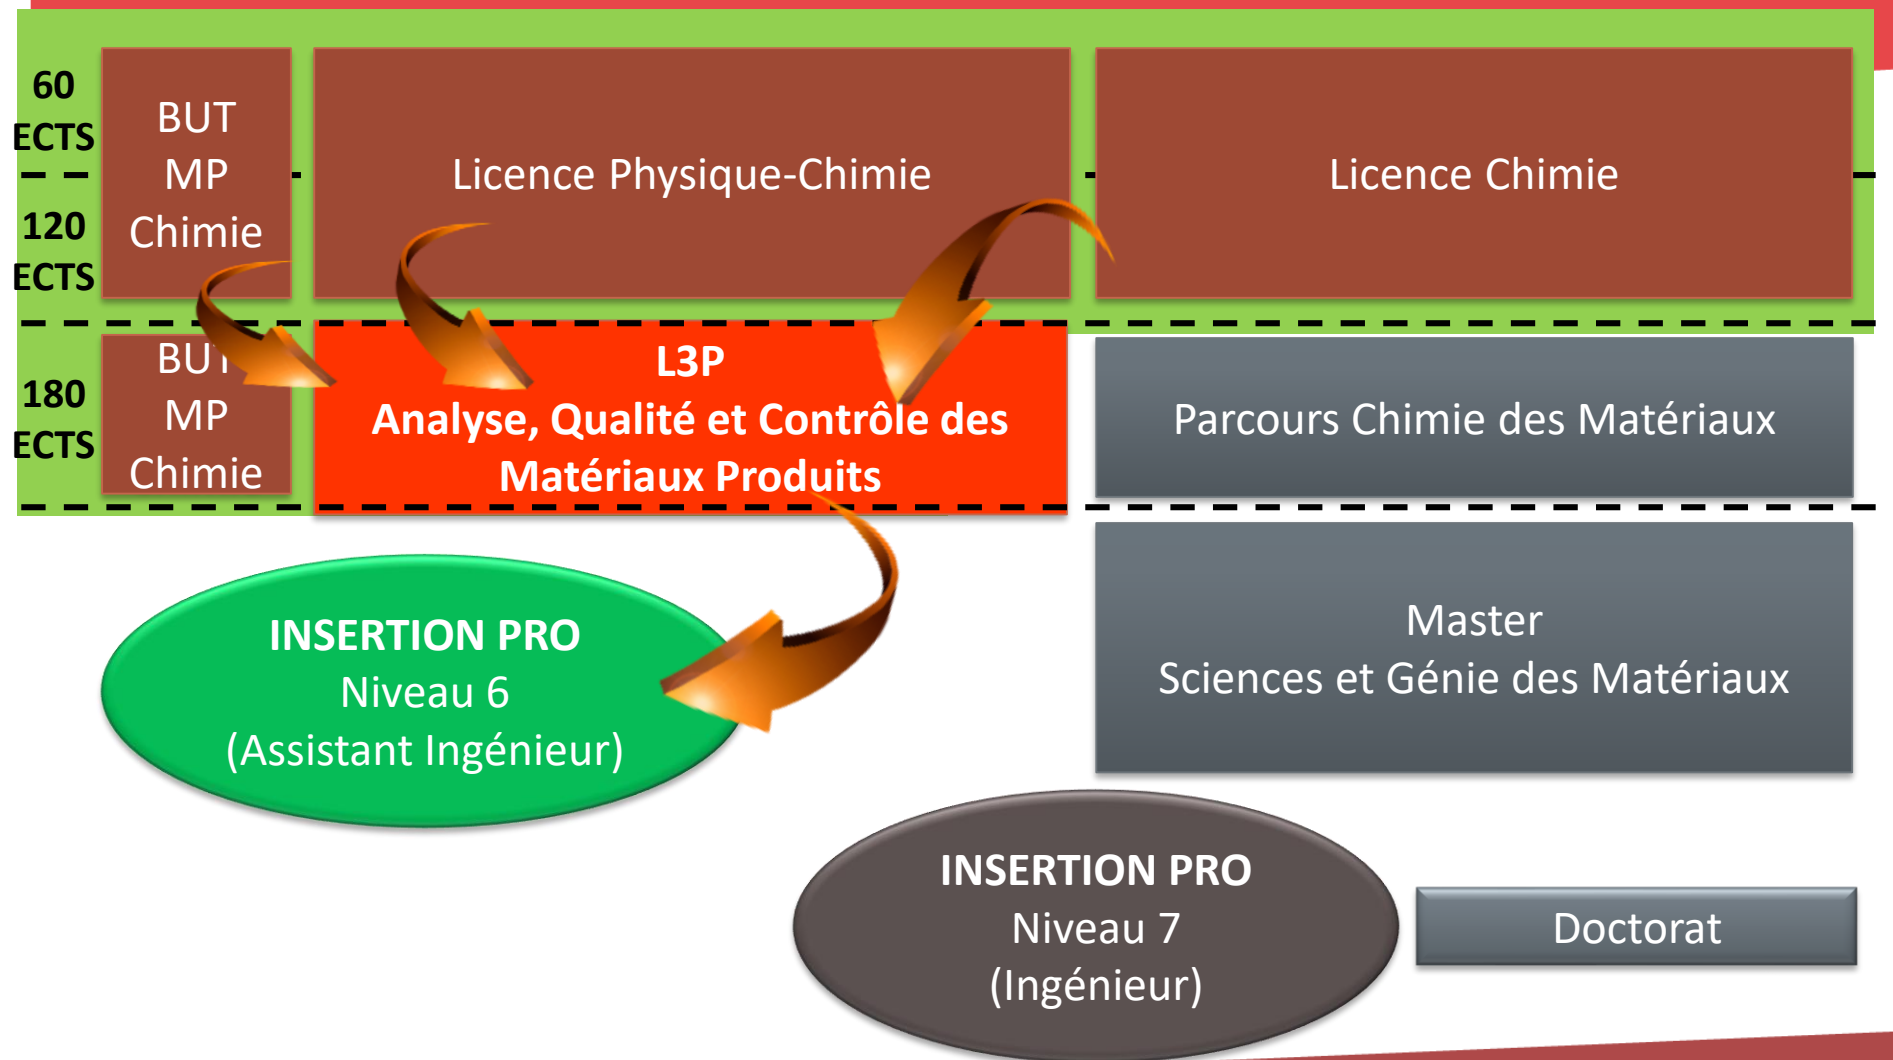 60
ECTS
120
ECTS
BUT
MP
Chimie
Licence Physique-Chimie
Licence Chimie
180
ECTS
BUT
MP
Chimie
L3P
Analyse, Qualité et Contrôle des
Matériaux Produits
Parcours Chimie des Matériaux
INSERTION PRO
Niveau 6
(Assistant Ingénieur)
Master
Sciences et Génie des Matériaux
INSERTION PRO
Niveau 7
(Ingénieur)
Doctorat